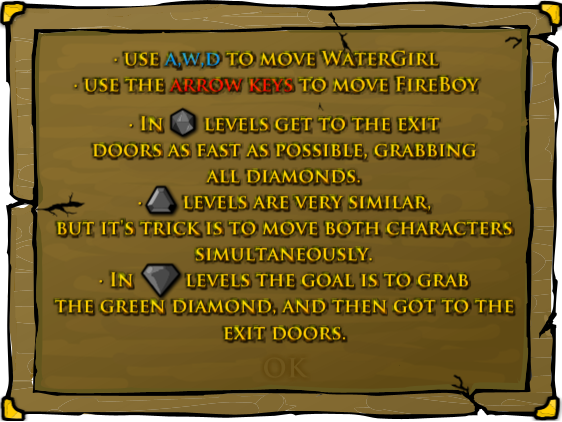 · USE A,W,D TO MOVE WATERGIRL
· USE THE ARROW KEYS TO MOVE FIREBOY
· IN LEVELS GET TO THE EXIT
DOORS AS FAST AS POSSIBLE, GRABBING
ALL DIAMONDS.
· LEVELS ARE VERY SIMILAR,
BUT IT'S TRICK IS TO MOVE BOTH CHARACTERS
SIMULTANEOUSLY.
· IN LEVELS THE GOAL IS TO GRAB
THE GREEN DIAMOND, AND THEN GOT TO THE
EXIT DOORS.
OK